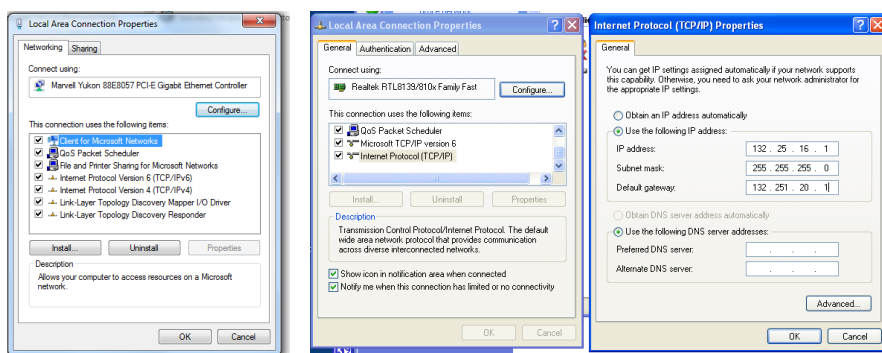 Local Area Connection Properties
Networking
Sharing
Connect using:
Marvell Yukon 88E8057 PCI-E Gigabit Ethernet Controller
Configure...
This connection uses the following items:
Client for Microsoft Networks
QoS Packet Scheduler
File and Printer Sharing for Microsoft Networks
Internet Protocol Version 6 (TCP/IPv6)
Internet Protocol Version 4 (TCP/IPv4)
Link-Layer Topology Discovery Mapper I/O Driver
Link-Layer Topology Discovery Responder
Install...
Uninstall
Properties
Description
Allows your computer to access resources on a Microsoft
network.
OK
Cancel
Local Area Connection Properties
General
Authentication
Advanced
Connect using:
Realtek RTL8139/810x Family Fast
Configure...
This connection uses the following items:
QoS Packet Scheduler
Microsoft TCP/IP version 6
Internet Protocol (TCP/IP)
Install...
Uninstall
Properties
Description
Transmission Control Protocol/Internet Protocol. The default
wide area network protocol that provides communication
across diverse interconnected networks.
Show icon in notification area when connected
Notify me when this connection has limited or no connectivity
OK
Cancel
Internet Protocol (TCP/IP) Properties
General
You can get IP settings assigned automatically if your network supports
this capability. Otherwise, you need to ask your network administrator for
the appropriate IP settings.
Obtain an IP address automatically
Use the following IP address:
IP address: 132 . 25 . 16 . 1
Subnet mask: 255 . 255 . 255 . 0
Default gateway: 132 . 251 . 20 . 1
Obtain DNS server address automatically
Use the following DNS server addresses:
Preferred DNS server: . . .
Alternate DNS server: . . .
Advanced...
OK
Cancel